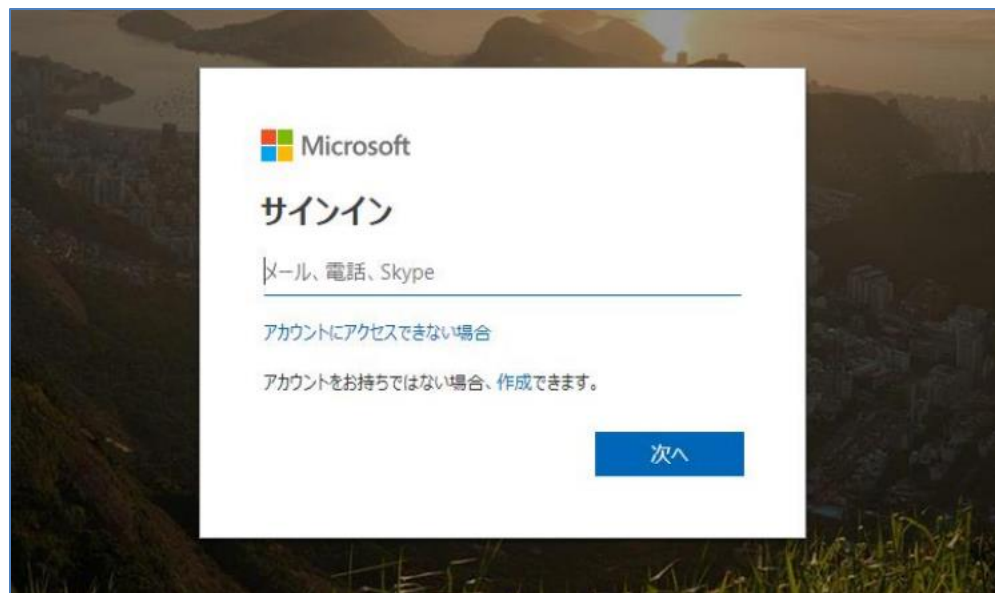 Microsoft
サインイン
メール、電話、Skype
アカウントにアクセスできない場合
アカウントをお持ちではない場合、作成できます。
次へ